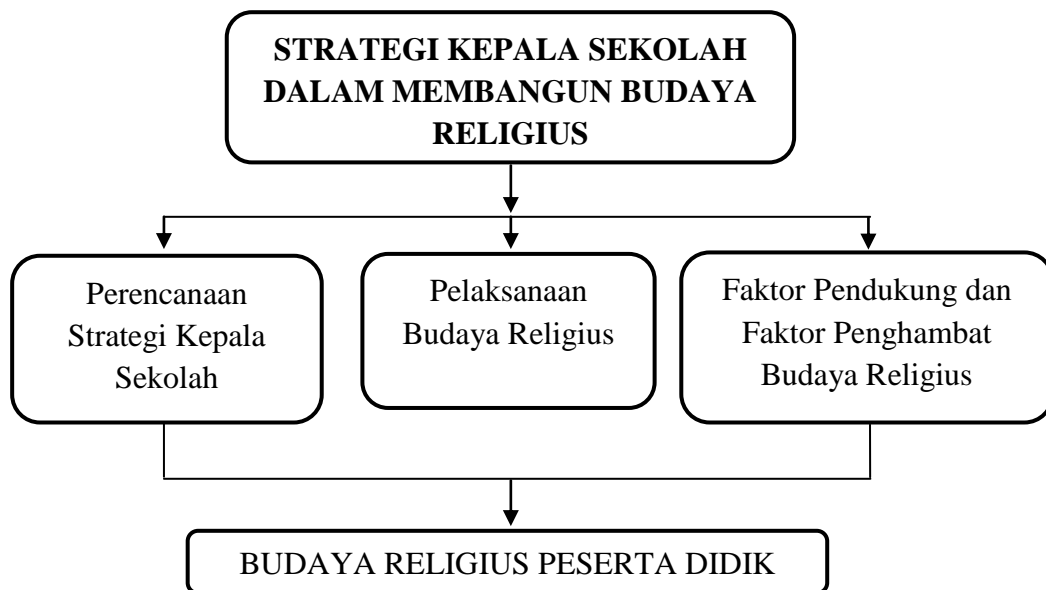 STRATEGI KEPALA SEKOLAH
DALAM MEMBANGUN BUDAYA
RELIGIUS
Perencanaan
Strategi Kepala
Sekolah
Pelaksanaan
Budaya Religius
Faktor Pendukung dan
Faktor Penghambat
Budaya Religius
BUDAYA RELIGIUS PESERTA DIDIK